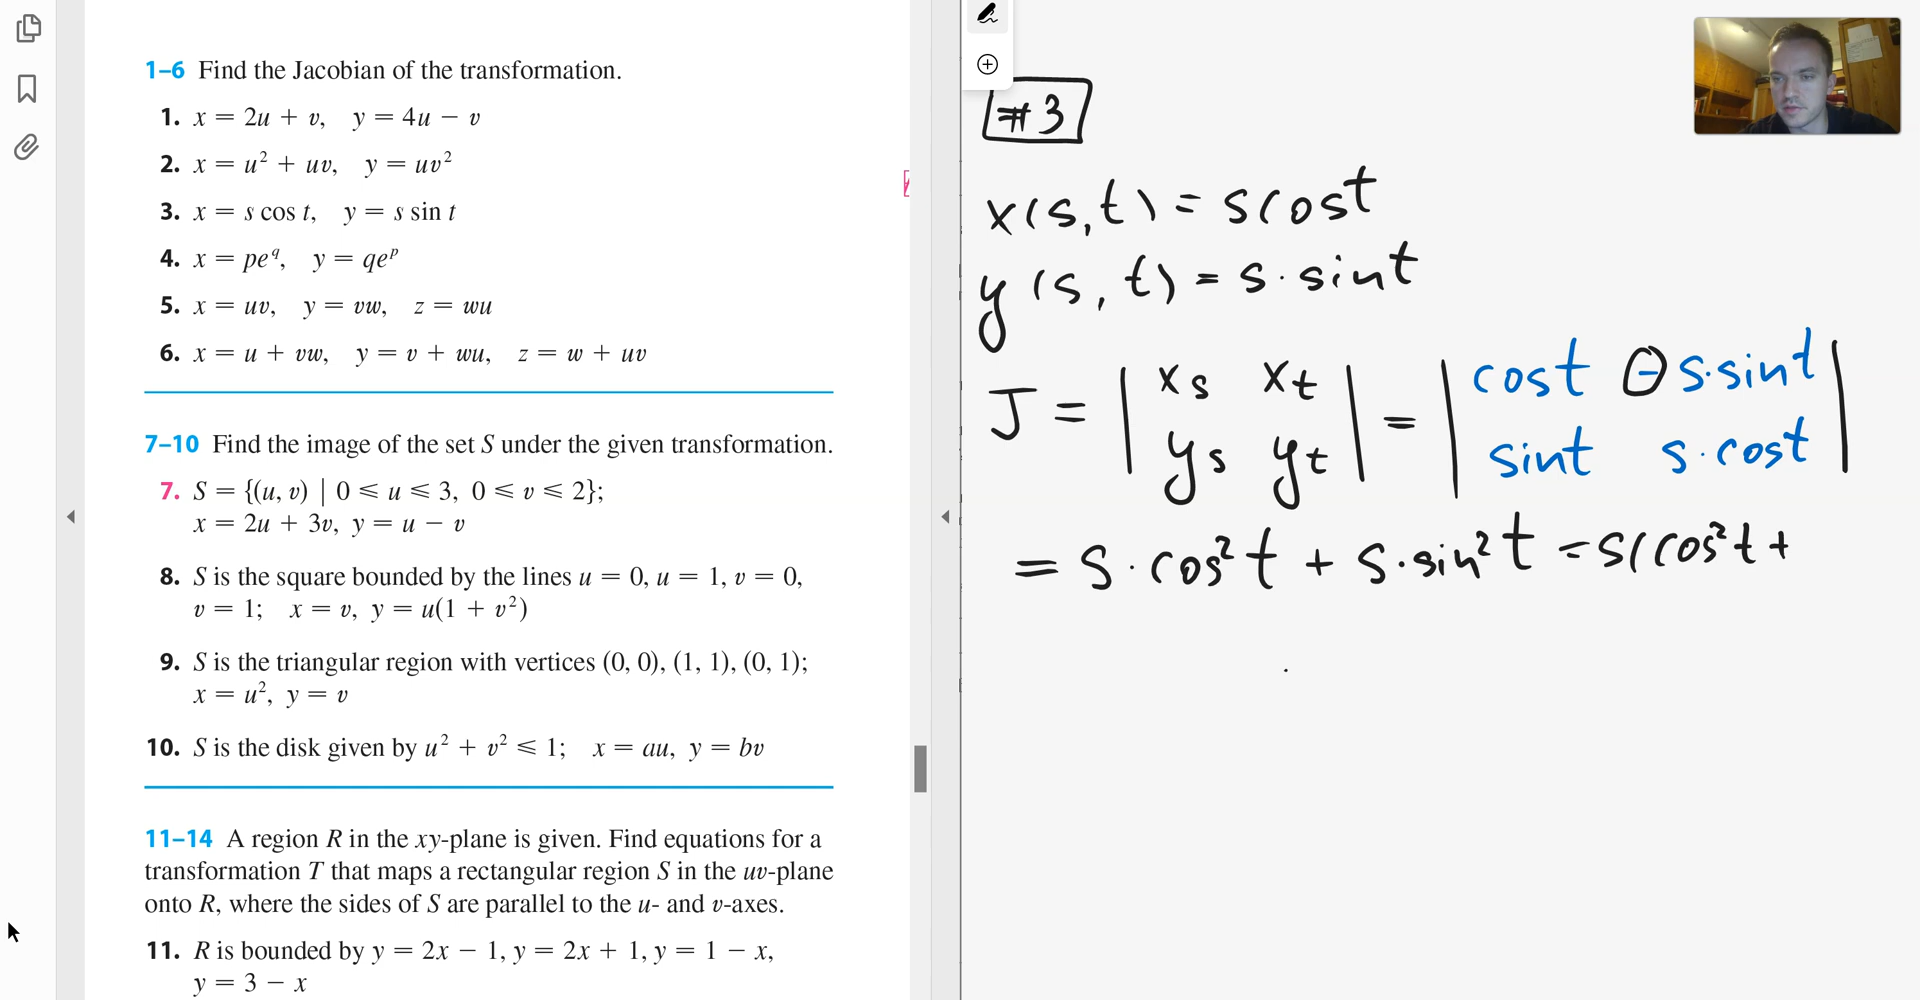 1–6 Find the Jacobian of the transformation.
1. x = 2u + v, y = 4u − v
2. x = u² + uv, y = uv²
3. x = s cos t, y = s sin t
4. x = pe^q, y = qe^p
5. x = uv, y = vw, z = wu
6. x = u + vw, y = v + wu, z = w + uv
7–10 Find the image of the set S under the given transformation.
7. S = {(u, v) | 0 ≤ u ≤ 3, 0 ≤ v ≤ 2};
x = 2u + 3v, y = u − v
8. S is the square bounded by the lines u = 0, u = 1, v = 0,
v = 1; x = v, y = u(1 + v²)
9. S is the triangular region with vertices (0, 0), (1, 1), (0, 1);
x = u², y = v
10. S is the disk given by u² + v² ≤ 1; x = au, y = bv
11–14 A region R in the xy-plane is given. Find equations for a
transformation T that maps a rectangular region S in the uv-plane
onto R, where the sides of S are parallel to the u- and v-axes.
11. R is bounded by y = 2x − 1, y = 2x + 1, y = 1 − x,
y = 3 − x
#3
x(s,t) = s cost
y(s,t) = s · sint
J = | x_s x_t | = | cost −s·sint |
| y_s y_t | | sint s·cost |
= s · cos²t + s · sin²t = s(cos²t +